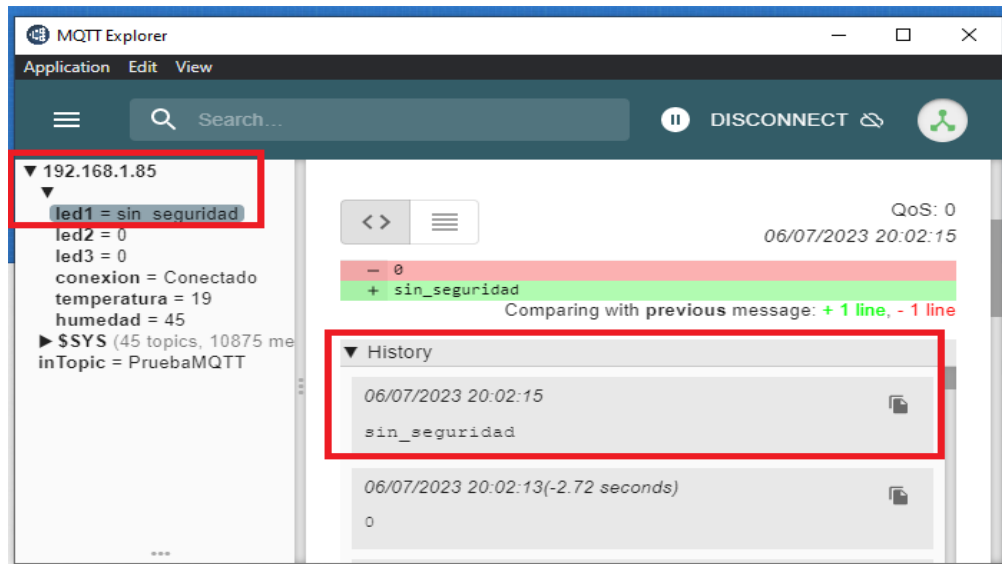 MQTT Explorer
Application Edit View
Search...
DISCONNECT
▼ 192.168.1.85
▼
led1 = sin_seguridad
led2 = 0
led3 = 0
conexion = Conectado
temperatura = 19
humedad = 45
▶ $SYS (45 topics, 10875 me
inTopic = PruebaMQTT
QoS: 0
06/07/2023 20:02:15
- 0
+ sin_seguridad
Comparing with previous message: + 1 line, - 1 line
▼ History
06/07/2023 20:02:15
sin_seguridad
06/07/2023 20:02:13(-2.72 seconds)
0